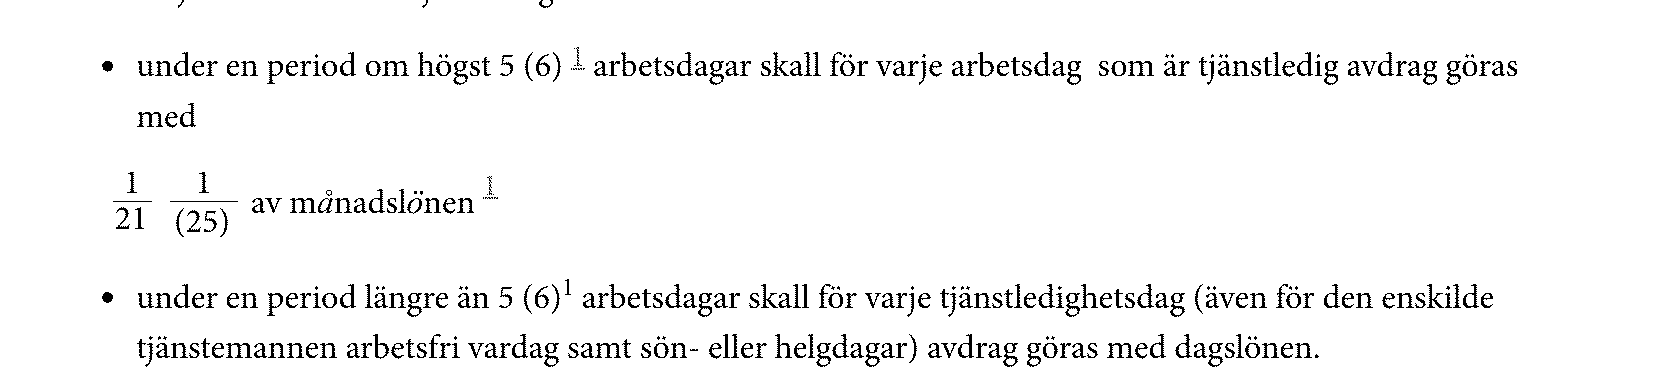 • under en period om högst 5 (6) 1 arbetsdagar skall för varje arbetsdag som är tjänstledig avdrag göras
med
1/21 1/(25) av månadslönen 1
• under en period längre än 5 (6)1 arbetsdagar skall för varje tjänstledighetsdag (även för den enskilde
tjänstemannen arbetsfri vardag samt sön- eller helgdagar) avdrag göras med dagslönen.